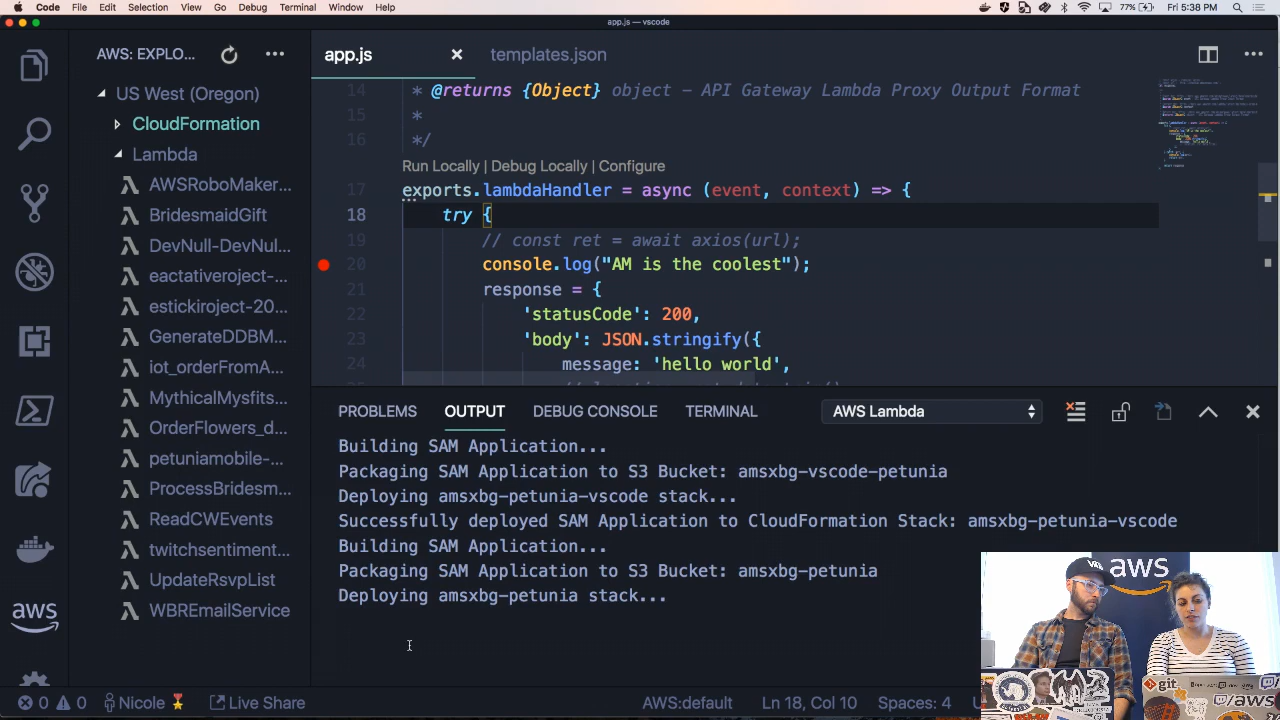 Code File Edit Selection View Go Debug Terminal Window Help
77% Fri 5:38 PM
app.js — vscode
AWS: EXPLO...
app.js
templates.json
US West (Oregon)
CloudFormation
Lambda
AWSRoboMaker...
BridesmaidGift
DevNull-DevNul...
eactativeroject-...
estickiroject-20...
GenerateDDBM...
iot_orderFromA...
MythicalMysfits...
OrderFlowers_d...
petuniamobile-...
ProcessBridesm...
ReadCWEvents
twitchsentiment...
UpdateRsvpList
WBREmailService
14 * @returns {Object} object - API Gateway Lambda Proxy Output Format
15 *
16 */
Run Locally | Debug Locally | Configure
17 exports.lambdaHandler = async (event, context) => {
18 try {
19 // const ret = await axios(url);
20 console.log("AM is the coolest");
21 response = {
22 'statusCode': 200,
23 'body': JSON.stringify({
24 message: 'hello world',
PROBLEMS OUTPUT DEBUG CONSOLE TERMINAL AWS Lambda
Building SAM Application...
Packaging SAM Application to S3 Bucket: amsxbg-vscode-petunia
Deploying amsxbg-petunia-vscode stack...
Successfully deployed SAM Application to CloudFormation Stack: amsxbg-petunia-vscode
Building SAM Application...
Packaging SAM Application to S3 Bucket: amsxbg-petunia
Deploying amsxbg-petunia stack...
aws
aws
git
/aws
0 0 Nicole Live Share AWS:default Ln 18, Col 10 Spaces: 4